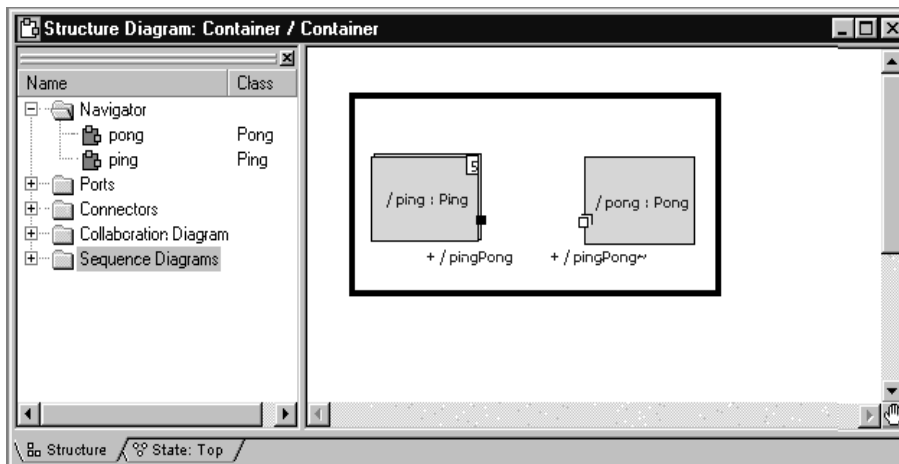 Structure Diagram: Container / Container
Name Class
Navigator
pong Pong
ping Ping
Ports
Connectors
Collaboration Diagram
Sequence Diagrams
5
/ ping : Ping
/ pong : Pong
+ / pingPong
+ / pingPong~
Structure
State: Top